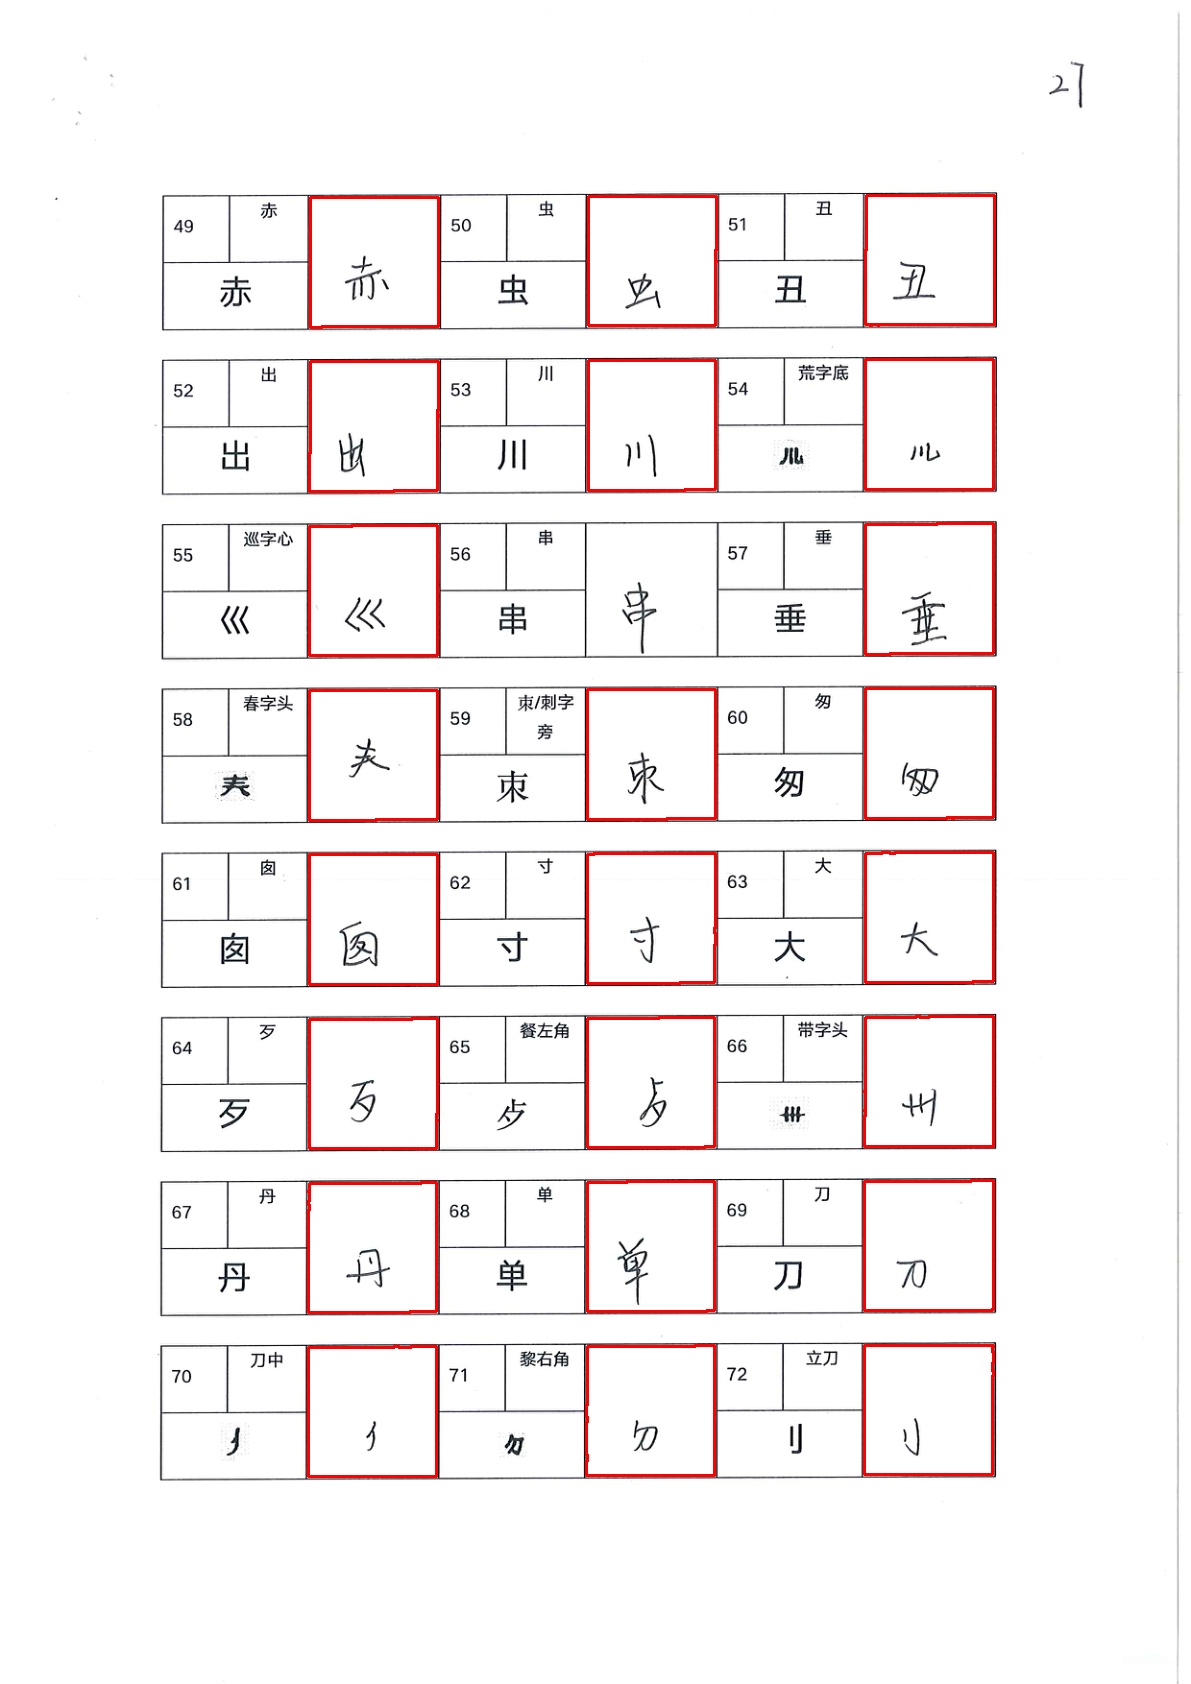 27
49 赤 赤 赤 50 虫 虫 虫 51 丑 丑 丑
52 出 出 出 53 川 川 川 54 荒字底
55 巡字心 巛 巛 56 串 串 串 57 垂 垂 垂
58 春字头 𡗗 𡗗 59 朿/刺字旁 朿 朿 60 匆 匆 匆
61 囱 囱 囱 62 寸 寸 寸 63 大 大 大
64 歹 歹 歹 65 餐左角 歺 歺 66 带字头 卌 卅
67 丹 丹 丹 68 单 单 单 69 刀 刀 刀
70 刀中 71 黎右角 勿 72 立刀 刂 刂